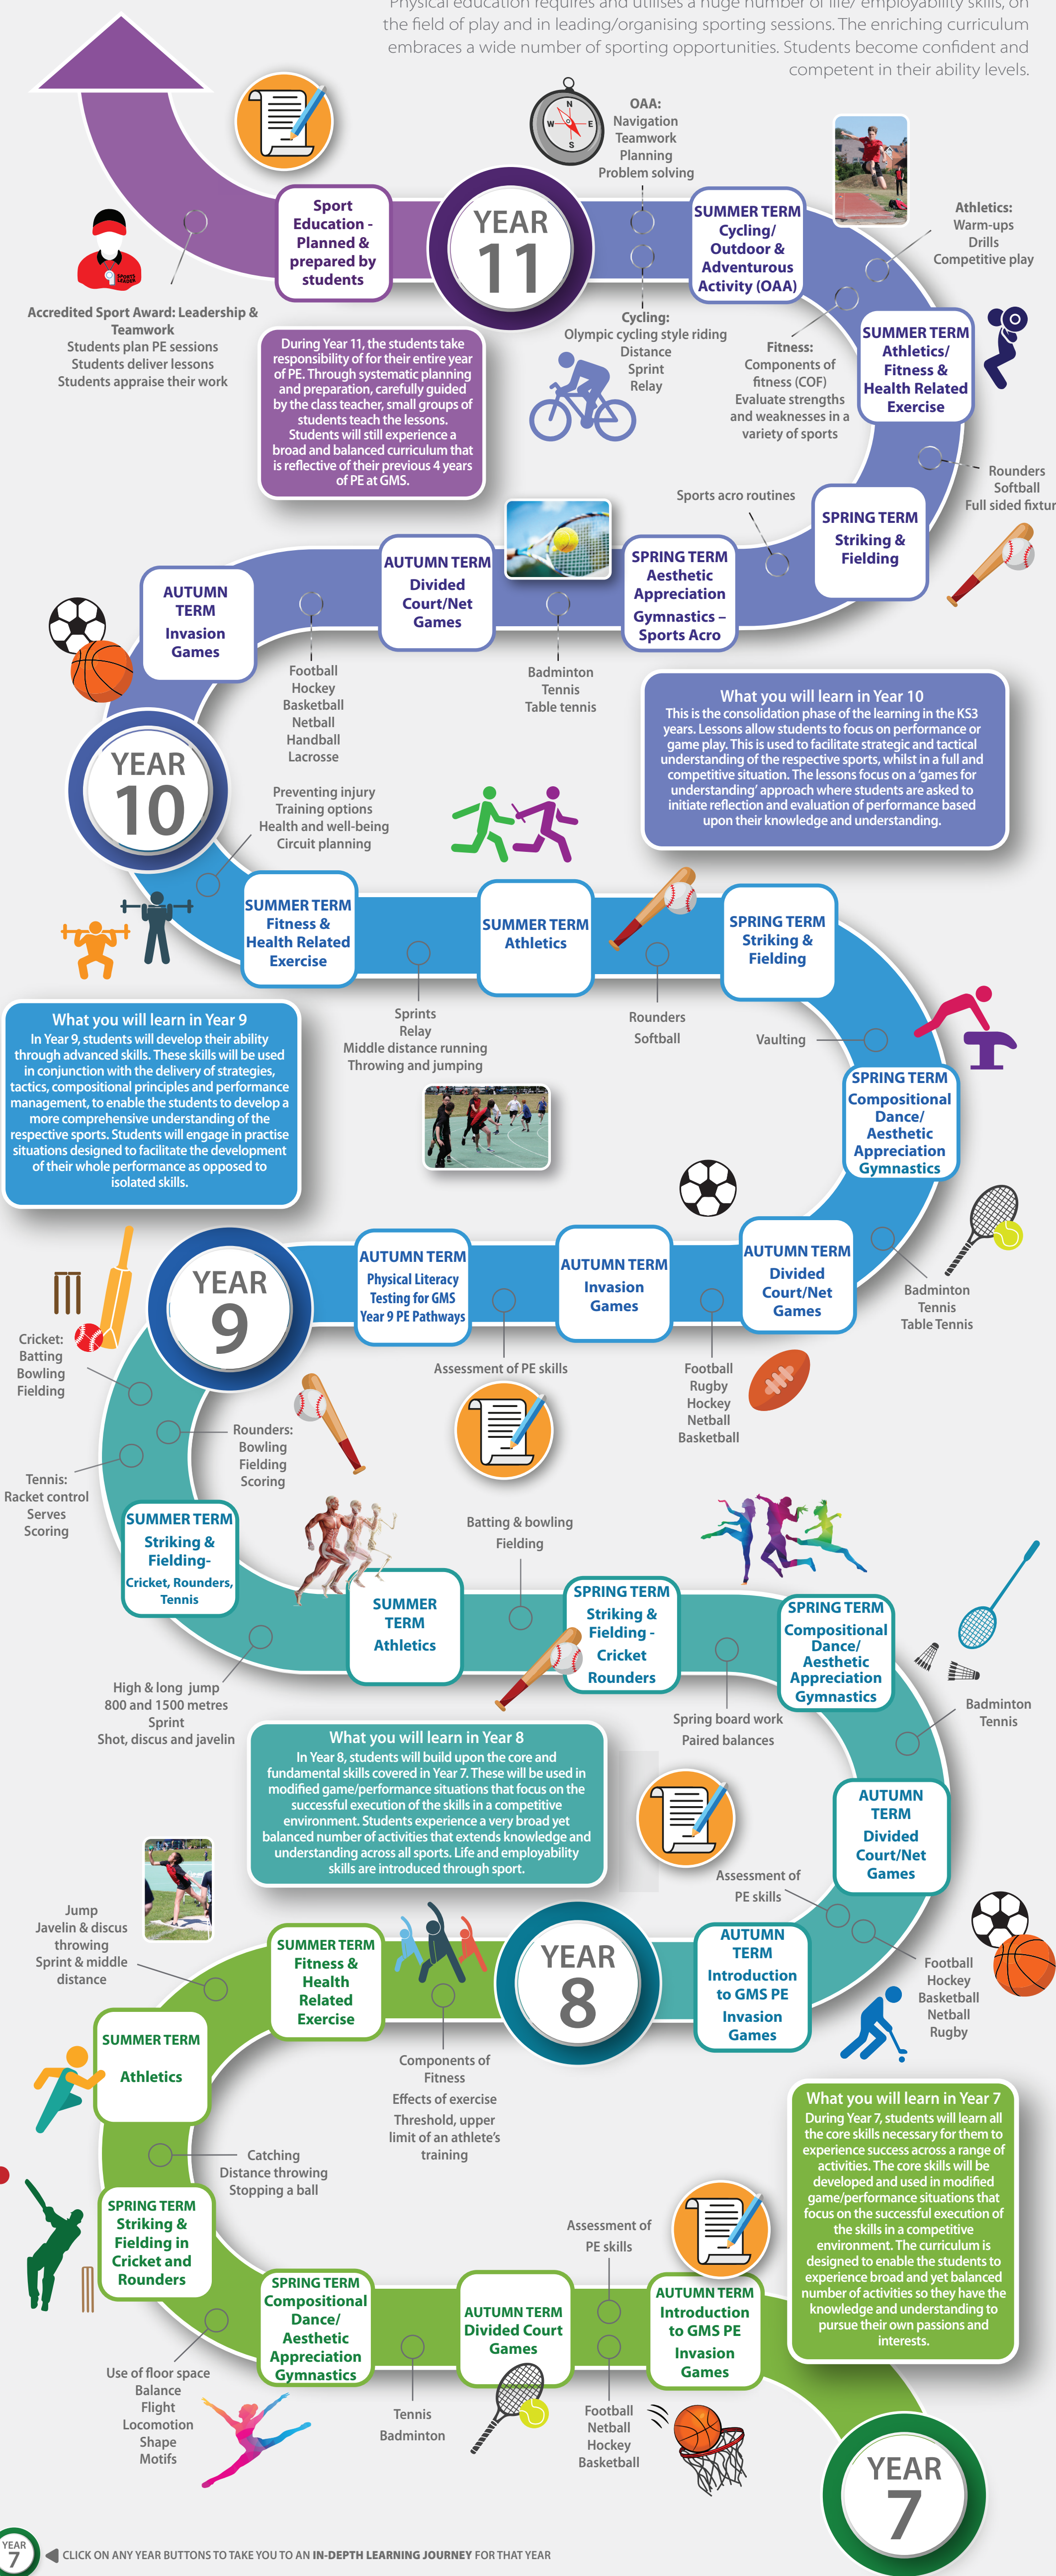 Physical education requires and utilises a huge number of life/ employability skills, on
the field of play and in leading/organising sporting sessions. The enriching curriculum
embraces a wide number of sporting opportunities. Students become confident and
competent in their ability levels.
OAA:
Navigation
Teamwork
Planning
Problem solving
N
W
E
S
Sport
Education -
Planned &
prepared by
students
YEAR
11
SUMMER TERM
Cycling/
Outdoor &
Adventurous
Activity (OAA)
Athletics:
Warm-ups
Drills
Competitive play
SPORTS
LEADER
Accredited Sport Award: Leadership &
Teamwork
Students plan PE sessions
Students deliver lessons
Students appraise their work
During Year 11, the students take
responsibility of for their entire year
of PE. Through systematic planning
and preparation, carefully guided
by the class teacher, small groups of
students teach the lessons.
Students will still experience a
broad and balanced curriculum that
is reflective of their previous 4 years
of PE at GMS.
Cycling:
Olympic cycling style riding
Distance
Sprint
Relay
Fitness:
Components of
fitness (COF)
Evaluate strengths
and weaknesses in a
variety of sports
SUMMER TERM
Athletics/
Fitness &
Health Related
Exercise
Rounders
Softball
Full sided fixtur
Sports acro routines
SPRING TERM
Striking &
Fielding
SPRING TERM
Aesthetic
Appreciation
Gymnastics –
Sports Acro
AUTUMN TERM
Divided
Court/Net
Games
AUTUMN
TERM
Invasion
Games
Football
Hockey
Basketball
Netball
Handball
Lacrosse
Badminton
Tennis
Table tennis
What you will learn in Year 10
This is the consolidation phase of the learning in the KS3
years. Lessons allow students to focus on performance or
game play. This is used to facilitate strategic and tactical
understanding of the respective sports, whilst in a full and
competitive situation. The lessons focus on a 'games for
understanding' approach where students are asked to
initiate reflection and evaluation of performance based
upon their knowledge and understanding.
YEAR
10
Preventing injury
Training options
Health and well-being
Circuit planning
SUMMER TERM
Fitness &
Health Related
Exercise
SUMMER TERM
Athletics
SPRING TERM
Striking &
Fielding
Sprints
Relay
Middle distance running
Throwing and jumping
Rounders
Softball
Vaulting
What you will learn in Year 9
In Year 9, students will develop their ability
through advanced skills. These skills will be used
in conjunction with the delivery of strategies,
tactics, compositional principles and performance
management, to enable the students to develop a
more comprehensive understanding of the
respective sports. Students will engage in practise
situations designed to facilitate the development
of their whole performance as opposed to
isolated skills.
SPRING TERM
Compositional
Dance/
Aesthetic
Appreciation
Gymnastics
YEAR
9
AUTUMN TERM
Physical Literacy
Testing for GMS
Year 9 PE Pathways
AUTUMN TERM
Invasion
Games
AUTUMN TERM
Divided
Court/Net
Games
Badminton
Tennis
Table Tennis
Assessment of PE skills
Football
Rugby
Hockey
Netball
Basketball
Cricket:
Batting
Bowling
Fielding
Rounders:
Bowling
Fielding
Scoring
Tennis:
Racket control
Serves
Scoring
SUMMER TERM
Striking &
Fielding-
Cricket, Rounders,
Tennis
SUMMER
TERM
Athletics
Batting & bowling
Fielding
SPRING TERM
Striking &
Fielding -
Cricket
Rounders
SPRING TERM
Compositional
Dance/
Aesthetic
Appreciation
Gymnastics
High & long jump
800 and 1500 metres
Sprint
Shot, discus and javelin
Spring board work
Paired balances
Badminton
Tennis
What you will learn in Year 8
In Year 8, students will build upon the core and
fundamental skills covered in Year 7. These will be used in
modified game/performance situations that focus on the
successful execution of the skills in a competitive
environment. Students experience a very broad yet
balanced number of activities that extends knowledge and
understanding across all sports. Life and employability
skills are introduced through sport.
AUTUMN
TERM
Divided
Court/Net
Games
Assessment of
PE skills
Jump
Javelin & discus
throwing
Sprint & middle
distance
SUMMER TERM
Fitness &
Health
Related
Exercise
YEAR
8
AUTUMN
TERM
Introduction
to GMS PE
Invasion
Games
Football
Hockey
Basketball
Netball
Rugby
SUMMER TERM
Athletics
Components of
Fitness
Effects of exercise
Threshold, upper
limit of an athlete's
training
What you will learn in Year 7
During Year 7, students will learn all
the core skills necessary for them to
experience success across a range of
activities. The core skills will be
developed and used in modified
game/performance situations that
focus on the successful execution of
the skills in a competitive
environment. The curriculum is
designed to enable the students to
experience broad and yet balanced
number of activities so they have the
knowledge and understanding to
pursue their own passions and
interests.
Catching
Distance throwing
Stopping a ball
SPRING TERM
Striking &
Fielding in
Cricket and
Rounders
Assessment of
PE skills
SPRING TERM
Compositional
Dance/
Aesthetic
Appreciation
Gymnastics
AUTUMN TERM
Divided Court
Games
AUTUMN TERM
Introduction
to GMS PE
Invasion
Games
Use of floor space
Balance
Flight
Locomotion
Shape
Motifs
Tennis
Badminton
Football
Netball
Hockey
Basketball
YEAR
7
YEAR
7
CLICK ON ANY YEAR BUTTONS TO TAKE YOU TO AN IN-DEPTH LEARNING JOURNEY FOR THAT YEAR